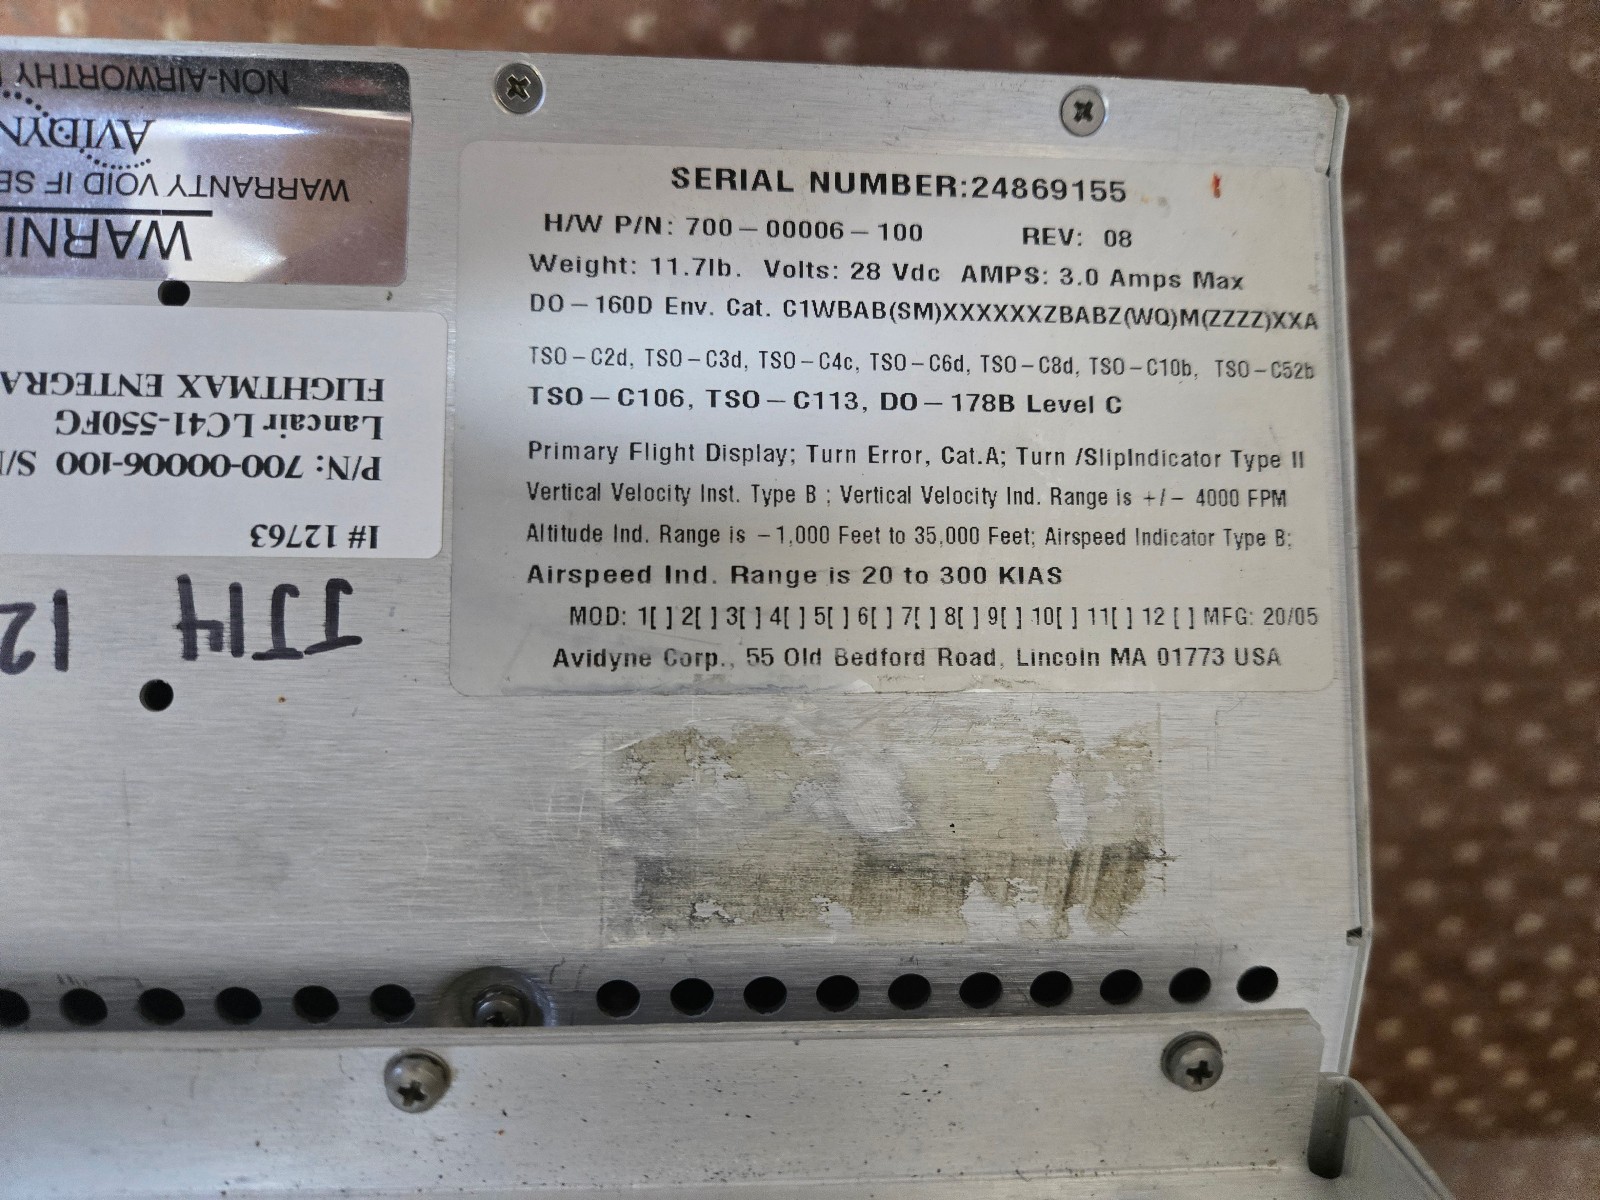 SERIAL NUMBER:24869155
H/W P/N: 700-00006-100 REV: 08
Weight: 11.7lb. Volts: 28 Vdc AMPS: 3.0 Amps Max
DO-160D Env. Cat. C1WBAB(SM)XXXXXXZBABZ(WQ)M(ZZZZ)XXA
TSO-C2d, TSO-C3d, TSO-C4c, TSO-C6d, TSO-C8d, TSO-C10b, TSO-C52b
TSO-C106, TSO-C113, DO-178B Level C
Primary Flight Display; Turn Error, Cat.A; Turn /SlipIndicator Type II
Vertical Velocity Inst. Type B ; Vertical Velocity Ind. Range is +/- 4000 FPM
Altitude Ind. Range is -1,000 Feet to 35,000 Feet; Airspeed Indicator Type B;
Airspeed Ind. Range is 20 to 300 KIAS
MOD: 1[ ] 2[ ] 3[ ] 4[ ] 5[ ] 6[ ] 7[ ] 8[ ] 9[ ] 10[ ] 11[ ] 12 [ ] MFG: 20/05
Avidyne Corp., 55 Old Bedford Road, Lincoln MA 01773 USA
WARNI
WARRANTY VOID IF SE
AVIDYN
NON-AIRWORTHY
I# 12763
P/N: 700-00006-100 S/
Lancair LC41-550FG
FLIGHTMAX ENTEGRA
JJ14 12